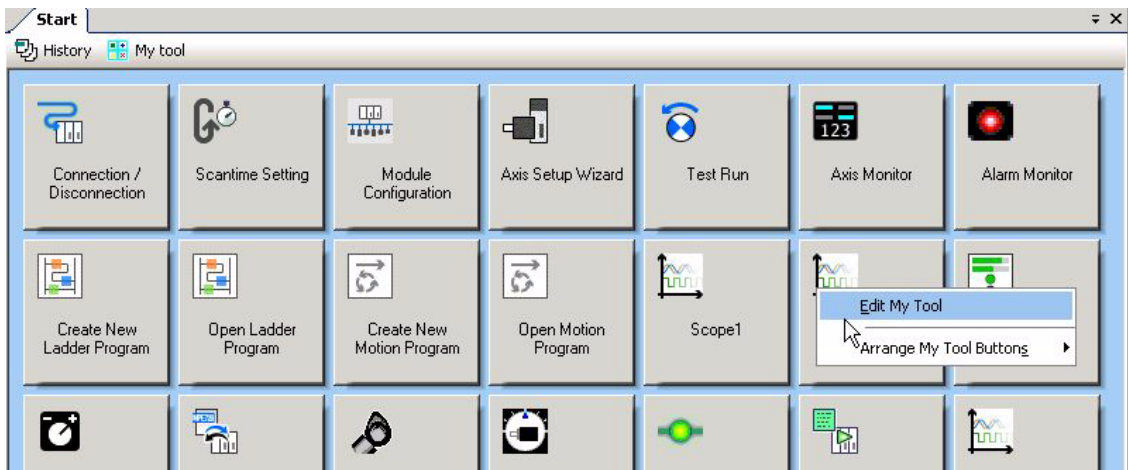 Start
History My tool
Connection / Disconnection
Scantime Setting
Module Configuration
Axis Setup Wizard
Test Run
123
Axis Monitor
Alarm Monitor
Create New Ladder Program
Open Ladder Program
Create New Motion Program
Open Motion Program
Scope1
Edit My Tool
Arrange My Tool Buttons